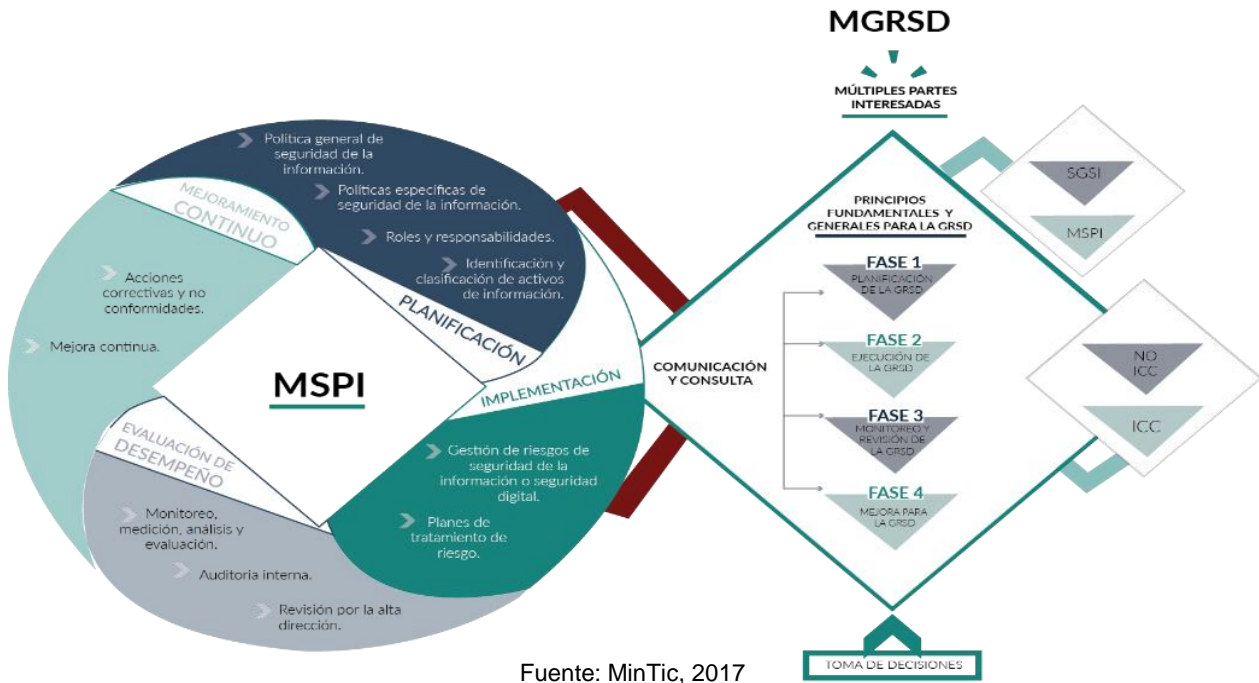 MGRSD
MÚLTIPLES PARTES
INTERESADAS
Política general de
seguridad de la
información.
Políticas específicas de
seguridad de la información.
Roles y responsabilidades.
Identificación y
clasificación de activos
de información.
PLANIFICACIÓN
MEJORAMIENTO
CONTINUO
Acciones
correctivas y no
conformidades.
Mejora continua.
MSPI
IMPLEMENTACIÓN
Gestión de riesgos de
seguridad de la
información o seguridad
digital.
Planes de
tratamiento de
riesgo.
EVALUACIÓN DE
DESEMPEÑO
Monitoreo,
medición, análisis y
evaluación.
Auditoria interna.
Revisión por la alta
dirección.
COMUNICACIÓN
Y CONSULTA
PRINCIPIOS
FUNDAMENTALES Y
GENERALES PARA LA GRSD
FASE 1
PLANIFICACIÓN
DE LA GRSD
FASE 2
EJECUCIÓN DE
LA GRSD
FASE 3
MONITOREO Y
REVISIÓN DE
LA GRSD
FASE 4
MEJORA PARA
LA GRSD
SGSI
MSPI
NO
ICC
ICC
TOMA DE DECISIONES
Fuente: MinTic, 2017